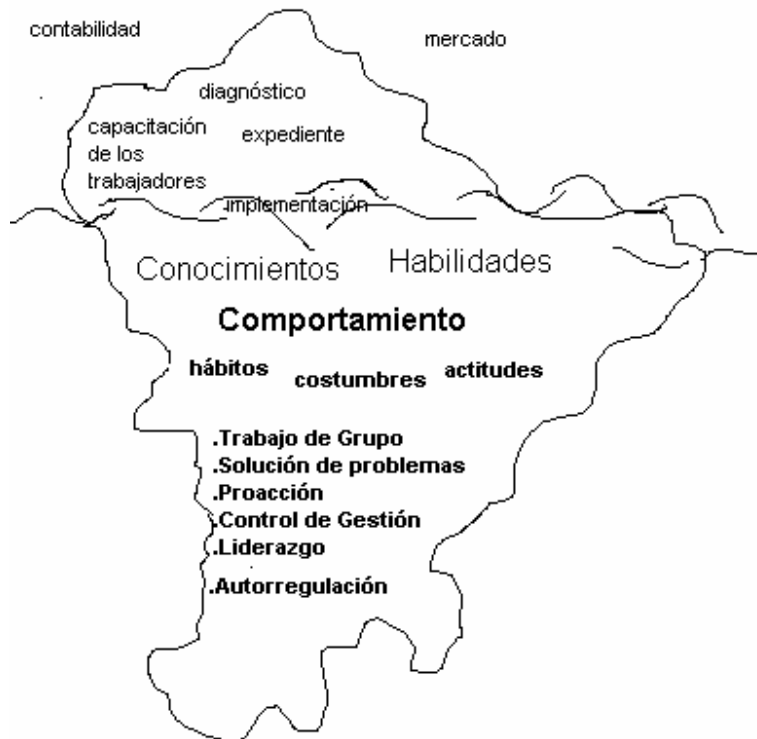 contabilidad
mercado
diagnóstico
capacitación
de los
trabajadores
expediente
implementación
Conocimientos
Habilidades
Comportamiento
hábitos
costumbres
actitudes
.Trabajo de Grupo
.Solución de problemas
.Proacción
.Control de Gestión
.Liderazgo
.Autorregulación